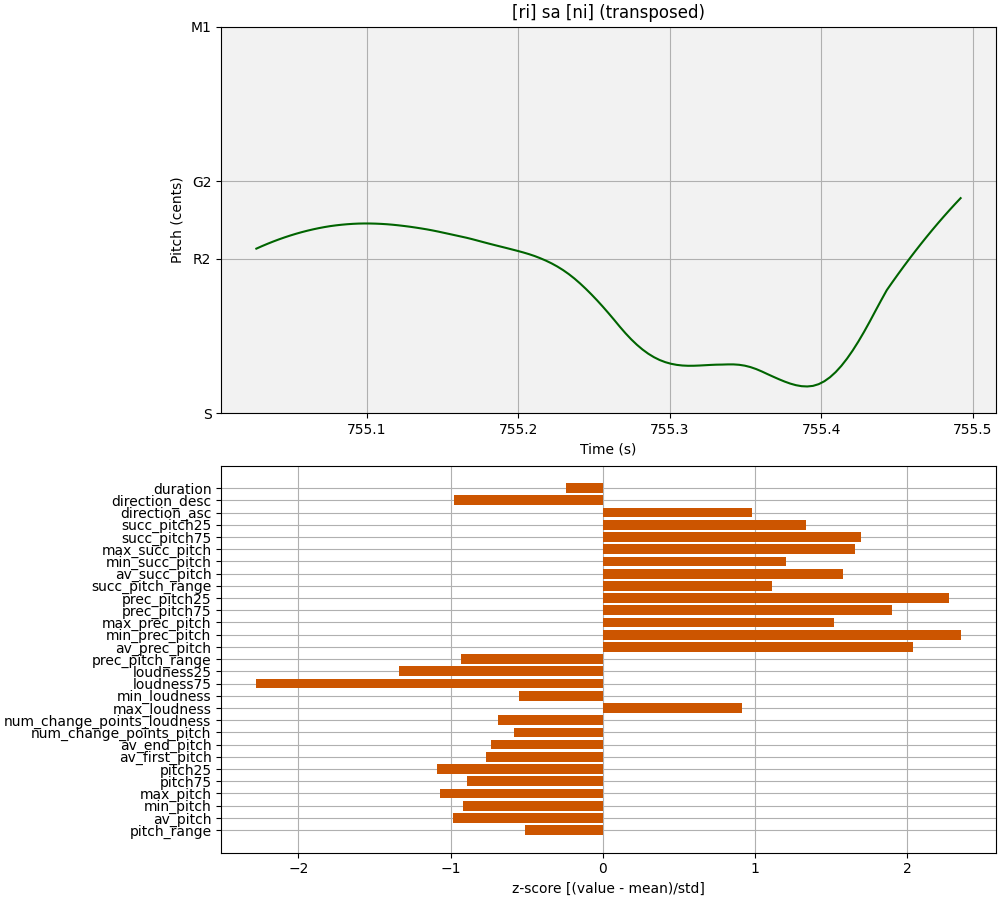 [ri] sa [ni] (transposed)
M1
G2
R2
S
Pitch (cents)
755.1 755.2 755.3 755.4 755.5
Time (s)
duration
direction_desc
direction_asc
succ_pitch25
succ_pitch75
max_succ_pitch
min_succ_pitch
av_succ_pitch
succ_pitch_range
prec_pitch25
prec_pitch75
max_prec_pitch
min_prec_pitch
av_prec_pitch
prec_pitch_range
loudness25
loudness75
min_loudness
max_loudness
num_change_points_loudness
num_change_points_pitch
av_end_pitch
av_first_pitch
pitch25
pitch75
max_pitch
min_pitch
av_pitch
pitch_range
−2 −1 0 1 2
z-score [(value - mean)/std]